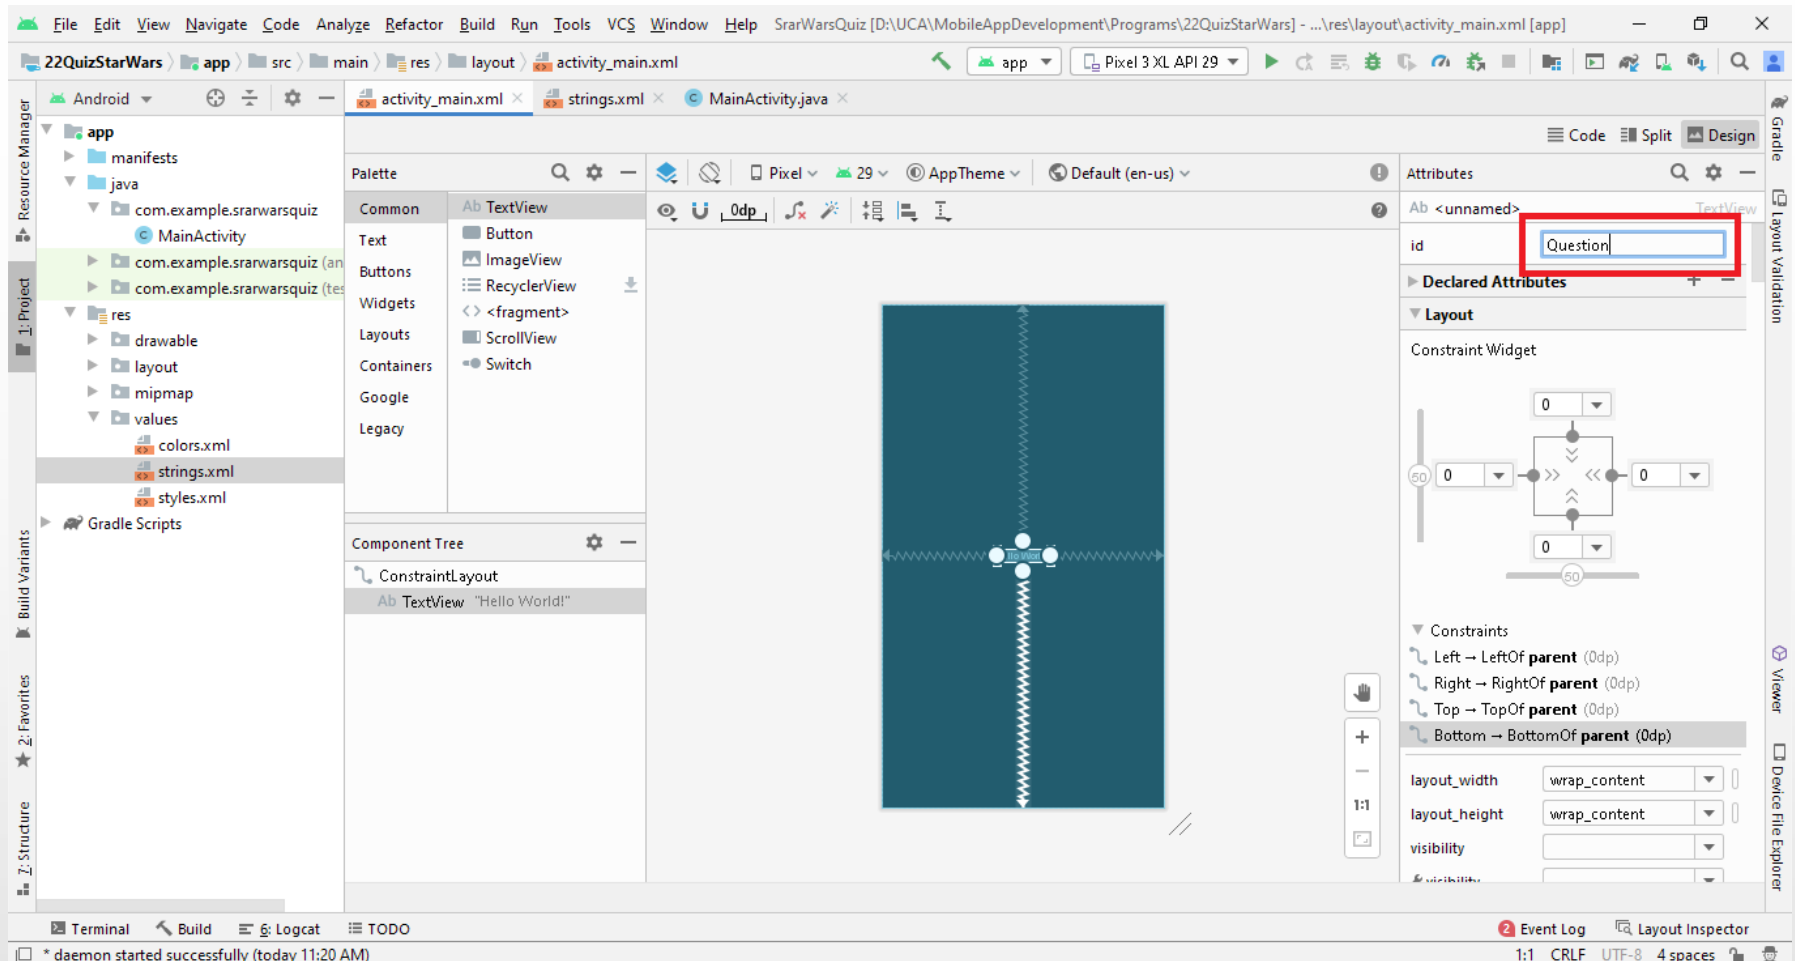 File Edit View Navigate Code Analyze Refactor Build Run Tools VCS Window Help SrarWarsQuiz [D:\UCA\MobileAppDevelopment\Programs\22QuizStarWars] - ...\res\layout\activity_main.xml [app]
22QuizStarWars app src main res layout activity_main.xml app Pixel 3 XL API 29
Android activity_main.xml strings.xml MainActivity.java
Code Split Design
Resource Manager
1: Project
Build Variants
2: Favorites
7: Structure
app
manifests
java
com.example.srarwarsquiz
MainActivity
com.example.srarwarsquiz (an
com.example.srarwarsquiz (tes
res
drawable
layout
mipmap
values
colors.xml
strings.xml
styles.xml
Gradle Scripts
Palette
Common
Text
Buttons
Widgets
Layouts
Containers
Google
Legacy
Ab TextView
Button
ImageView
RecyclerView
<fragment>
ScrollView
Switch
Component Tree
ConstraintLayout
Ab TextView "Hello World!"
Pixel 29 AppTheme Default (en-us)
0dp
1:1
Attributes
Ab <unnamed> TextView
id Question
Declared Attributes
Layout
Constraint Widget
0
50 0 0
0
50
Constraints
Left → LeftOf parent (0dp)
Right → RightOf parent (0dp)
Top → TopOf parent (0dp)
Bottom → BottomOf parent (0dp)
layout_width wrap_content
layout_height wrap_content
visibility
Gradle
Layout Validation
Viewer
Device File Explorer
Terminal Build 6: Logcat TODO 2 Event Log Layout Inspector
* daemon started successfully (today 11:20 AM) 1:1 CRLF UTF-8 4 spaces